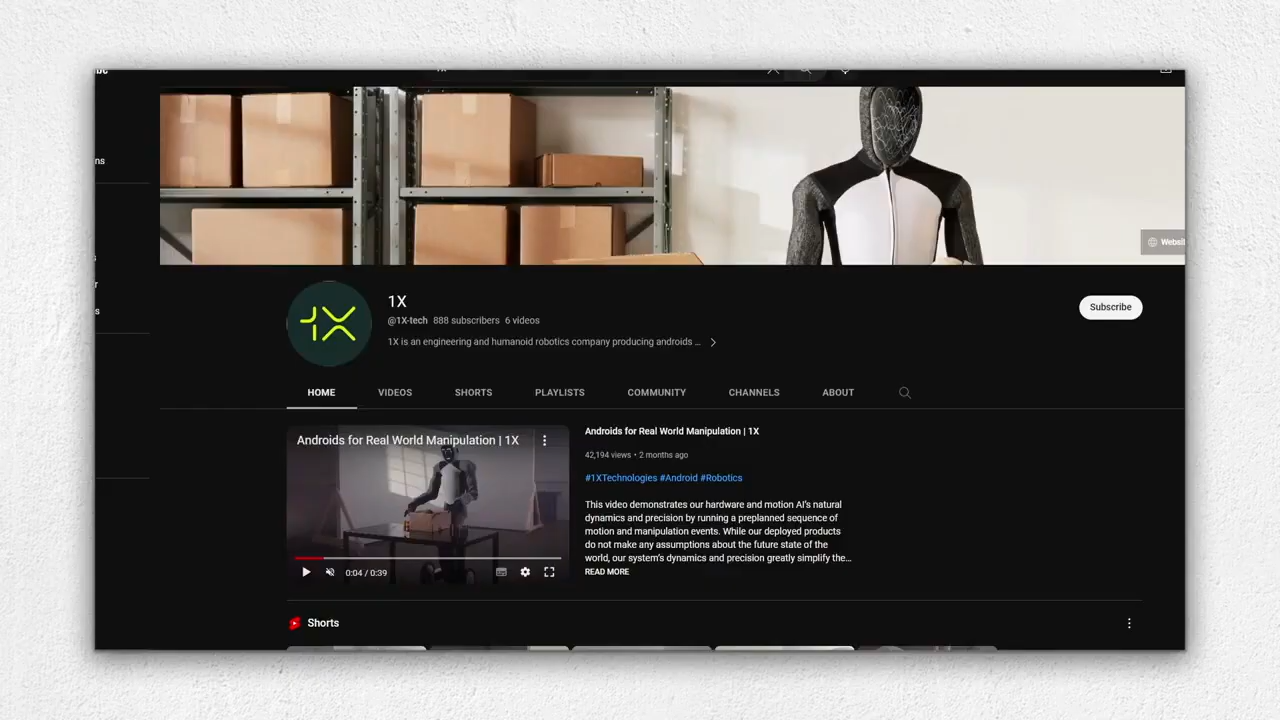 ns
Websi
r
s
1X
1X
@1X-tech 888 subscribers 6 videos
1X is an engineering and humanoid robotics company producing androids ...
Subscribe
HOME VIDEOS SHORTS PLAYLISTS COMMUNITY CHANNELS ABOUT
Androids for Real World Manipulation | 1X
0:04 / 0:39
Androids for Real World Manipulation | 1X
42,194 views • 2 months ago
#1XTechnologies #Android #Robotics
This video demonstrates our hardware and motion AI's natural
dynamics and precision by running a preplanned sequence of
motion and manipulation events. While our deployed products
do not make any assumptions about the future state of the
world, our system's dynamics and precision greatly simplify the...
READ MORE
Shorts